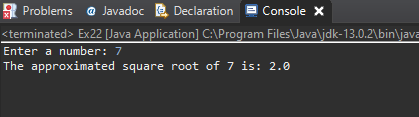 Problems @ Javadoc Declaration Console
<terminated> Ex22 [Java Application] C:\Program Files\Java\jdk-13.0.2\bin\java
Enter a number: 7
The approximated square root of 7 is: 2.0